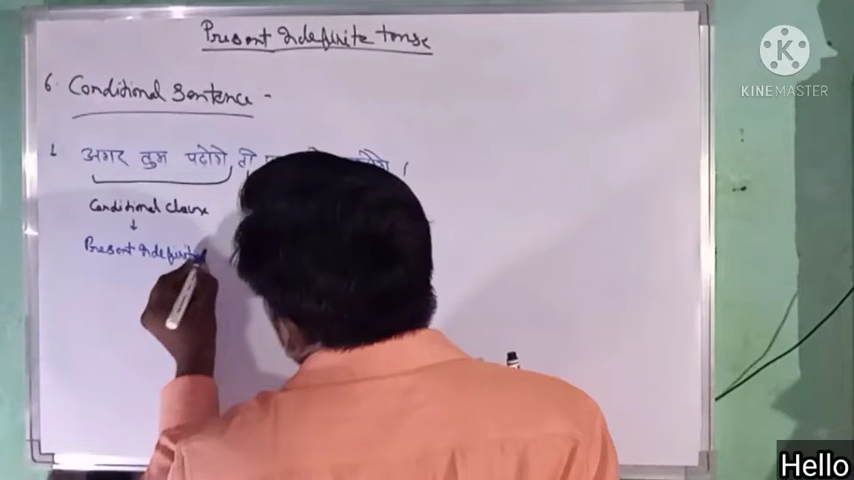 Present Indefinite tense
6. Conditional Sentence -
1. अगर तुम पढ़ोगे, तो
Conditional clause
↓
Present Indefinite
KINEMASTER
Hello